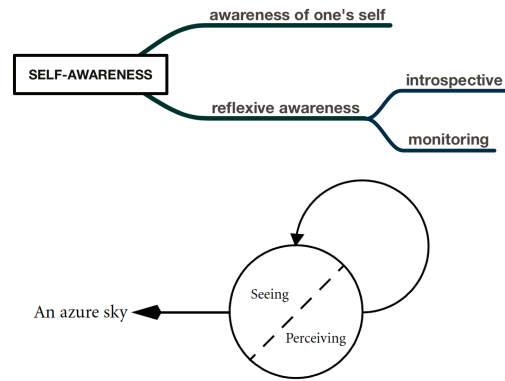 awareness of one's self
SELF-AWARENESS
introspective
reflexive awareness
monitoring
Seeing
An azure sky
Perceiving